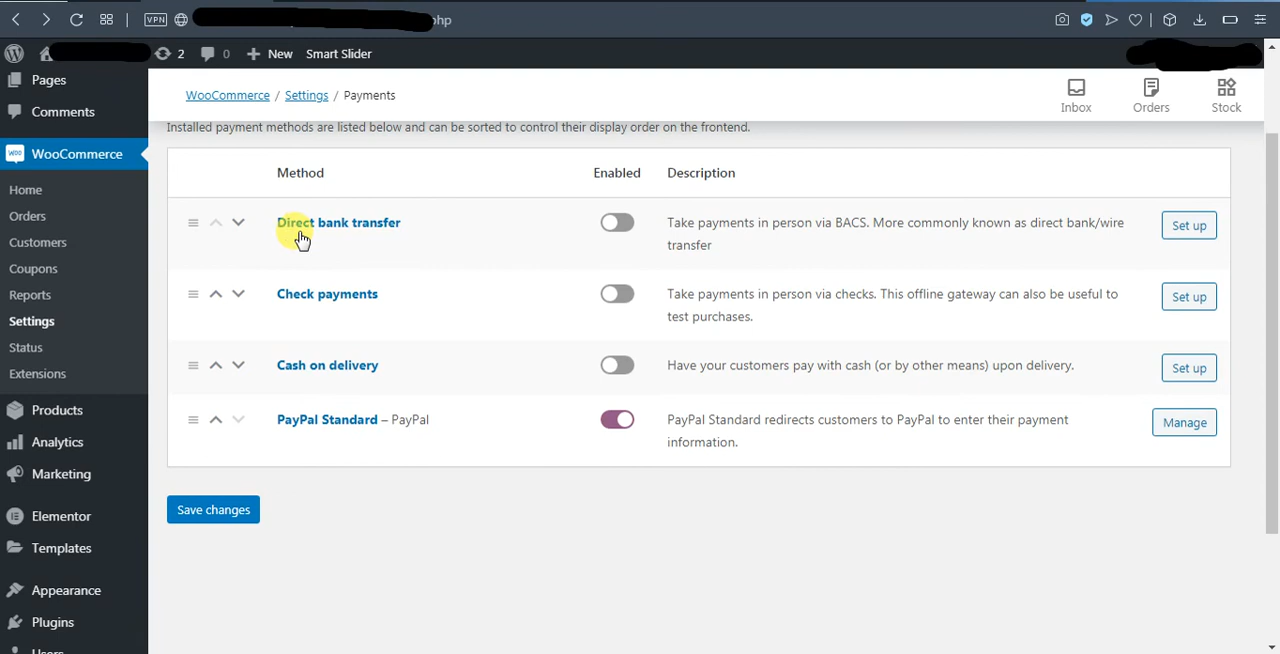 VPN
php
2
0
New
Smart Slider
Pages
Comments
WooCommerce
Home
Orders
Customers
Coupons
Reports
Settings
Status
Extensions
Products
Analytics
Marketing
Elementor
Templates
Appearance
Plugins
WooCommerce / Settings / Payments
Inbox
Orders
Stock
Installed payment methods are listed below and can be sorted to control their display order on the frontend.
Method Enabled Description
Direct bank transfer
Take payments in person via BACS. More commonly known as direct bank/wire
transfer
Set up
Check payments
Take payments in person via checks. This offline gateway can also be useful to
test purchases.
Set up
Cash on delivery
Have your customers pay with cash (or by other means) upon delivery.
Set up
PayPal Standard – PayPal
PayPal Standard redirects customers to PayPal to enter their payment
information.
Manage
Save changes